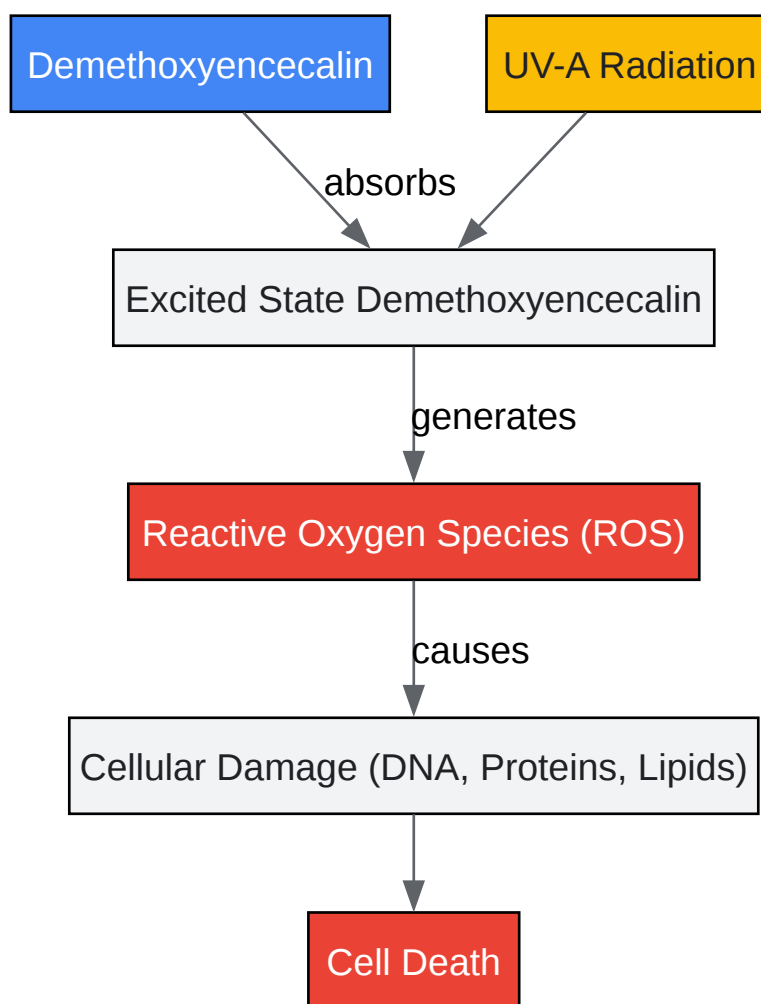 Demethoxyencecalin
UV-A Radiation
absorbs
Excited State Demethoxyencecalin
generates
Reactive Oxygen Species (ROS)
causes
Cellular Damage (DNA, Proteins, Lipids)
Cell Death